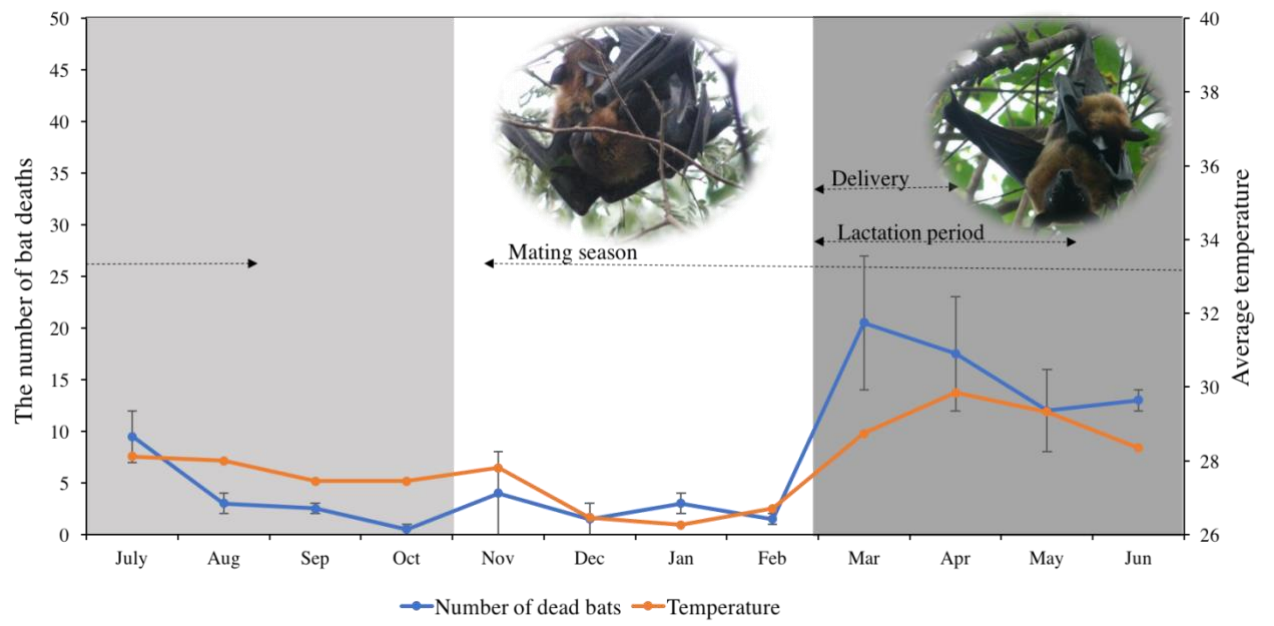 50
45
40
35
30
25
20
15
10
5
0
The number of bat deaths
40
38
36
34
32
30
28
26
Average temperature
Delivery
Lactation period
Mating season
July Aug Sep Oct Nov Dec Jan Feb Mar Apr May Jun
Number of dead bats Temperature